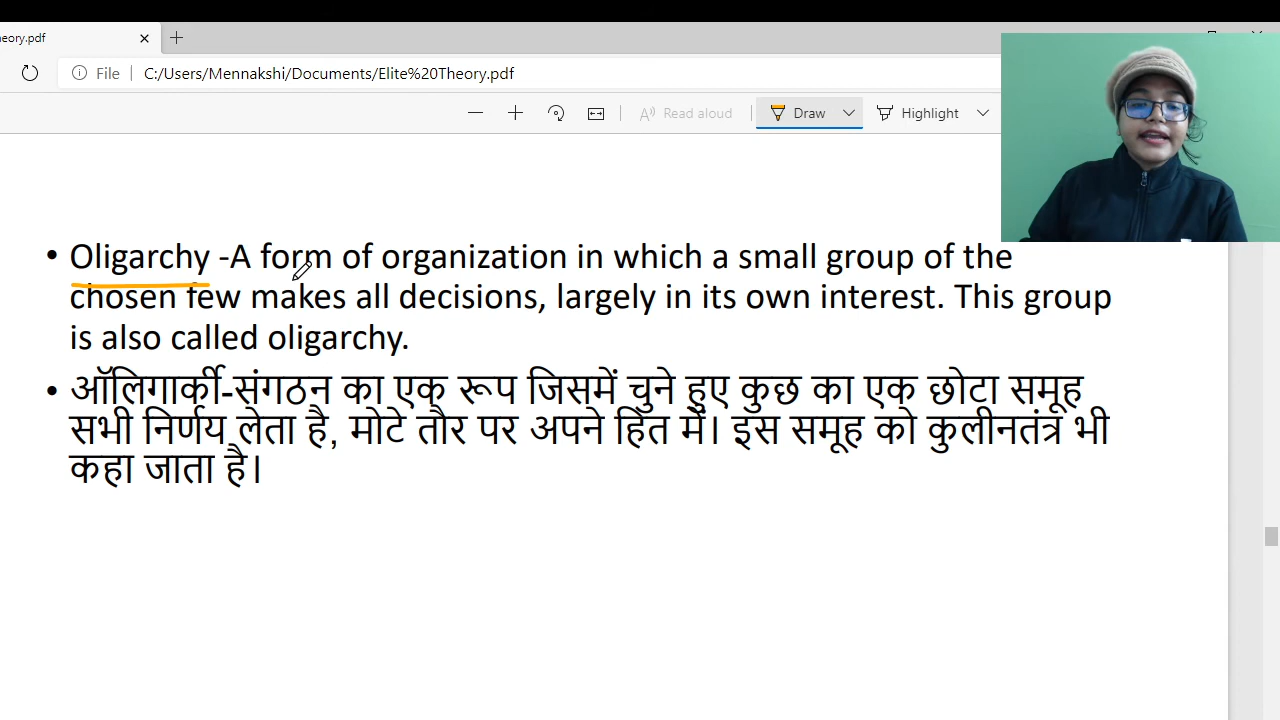 eory.pdf
File
C:/Users/Mennakshi/Documents/Elite%20Theory.pdf
Read aloud
Draw
Highlight
• Oligarchy -A form of organization in which a small group of the
chosen few makes all decisions, largely in its own interest. This group
is also called oligarchy.
• ऑलिगार्की-संगठन का एक रूप जिसमें चुने हुए कुछ का एक छोटा समूह
सभी निर्णय लेता है, मोटे तौर पर अपने हित में। इस समूह को कुलीनतंत्र भी
कहा जाता है।